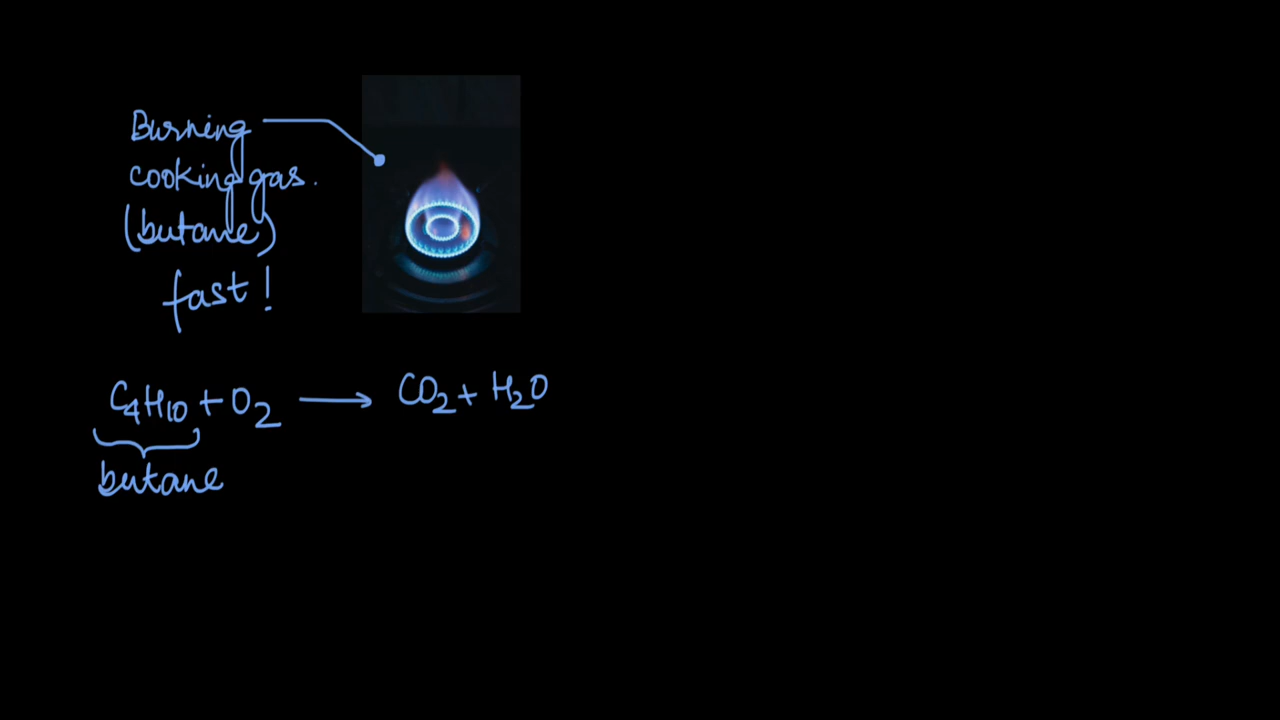 Burning
cooking gas.
(butane)
fast!
C₄H₁₀ + O₂ ⟶ CO₂ + H₂O
butane